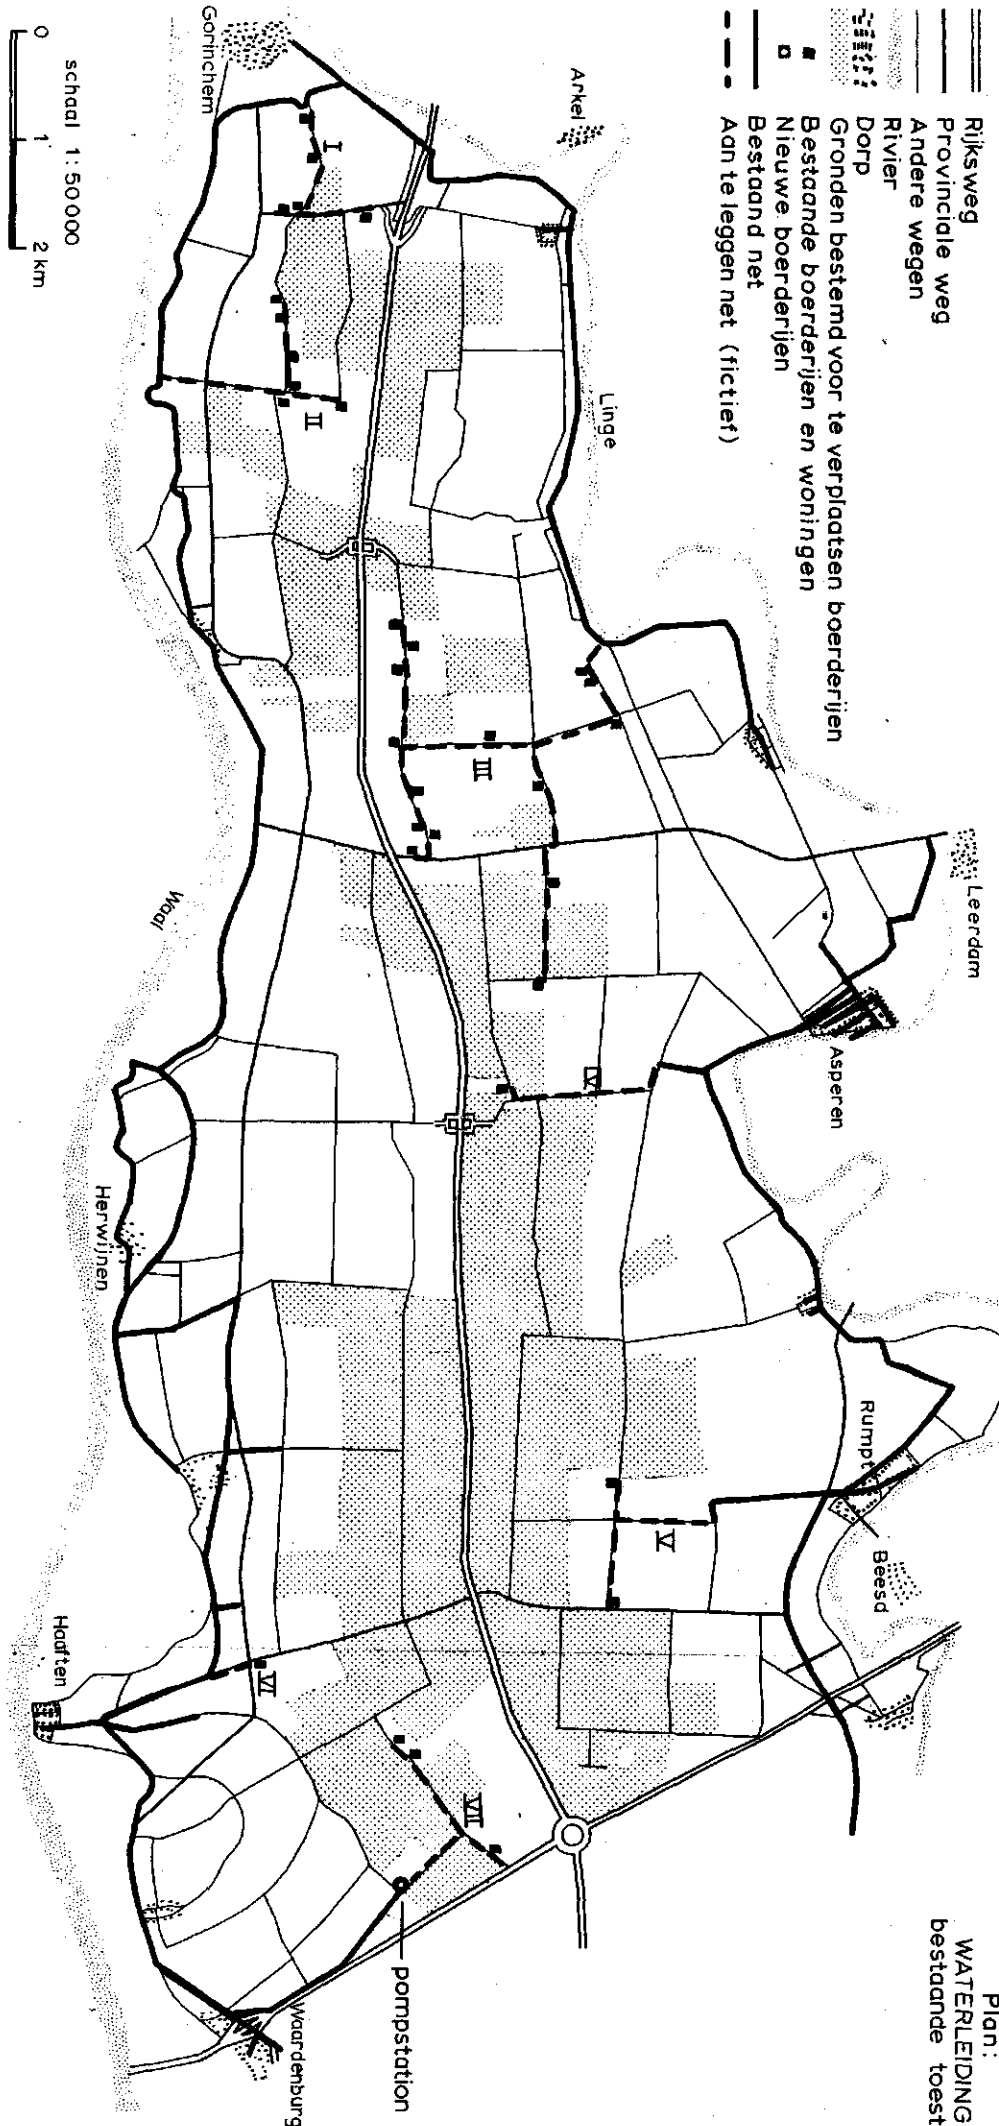 Plan:
WATERLEIDING
bestaande toest
Rijksweg
Provinciale weg
Andere wegen
Rivier
Dorp
Gronden bestemd voor te verplaatsen boerderijen
Bestaande boerderijen en woningen
Nieuwe boerderijen
Bestaand net
Aan te leggen net (fictief)
schaal 1:50000
0 1 2 km
Gorinchem
Arkel
Linge
Leerdam
Asperen
Rumpt
Beesd
Waal
Herwijnen
Haaften
Waardenburg
pompstation
I
II
III
IV
V
VI
VII